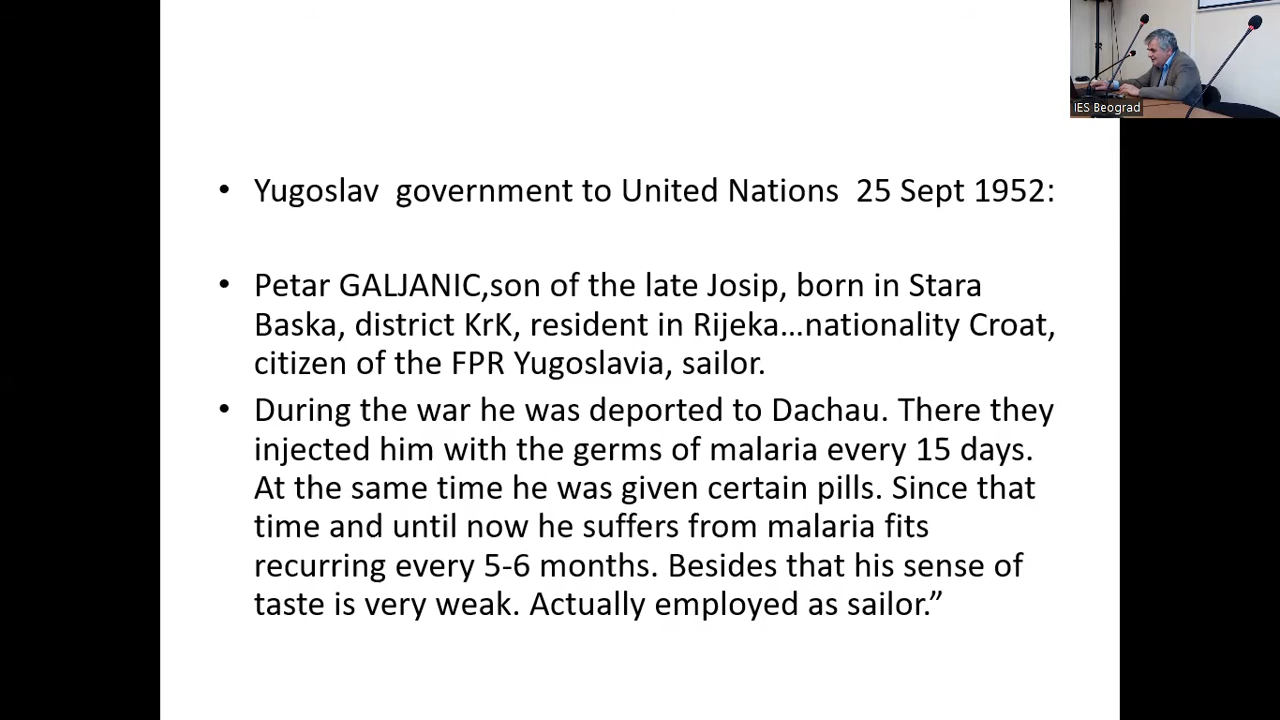 IES Beograd
• Yugoslav  government to United Nations  25 Sept 1952:
• Petar GALJANIC,son of the late Josip, born in Stara
Baska, district KrK, resident in Rijeka…nationality Croat,
citizen of the FPR Yugoslavia, sailor.
• During the war he was deported to Dachau. There they
injected him with the germs of malaria every 15 days.
At the same time he was given certain pills. Since that
time and until now he suffers from malaria fits
recurring every 5-6 months. Besides that his sense of
taste is very weak. Actually employed as sailor.”